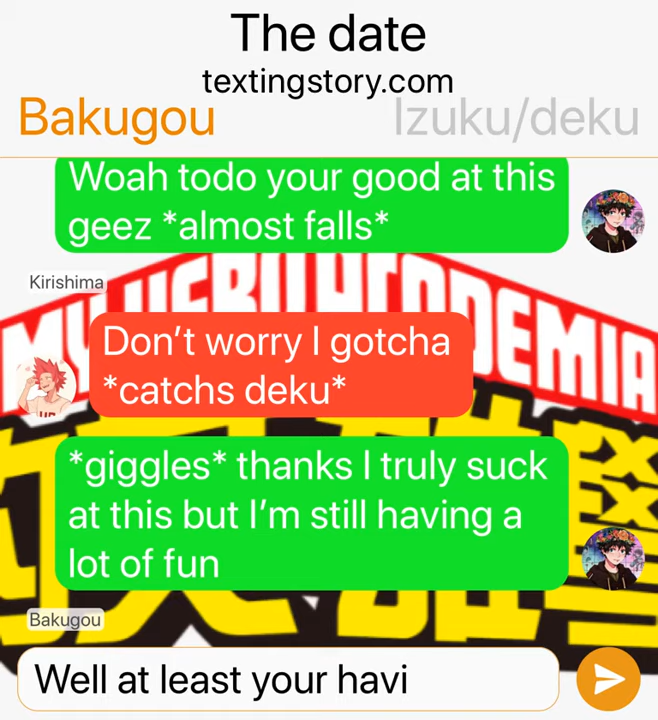 The date
textingstory.com
Bakugou
Izuku/deku
Woah todo your good at this
geez *almost falls*
Kirishima
Don't worry I gotcha
*catchs deku*
*giggles* thanks I truly suck
at this but I'm still having a
lot of fun
Bakugou
Well at least your havi